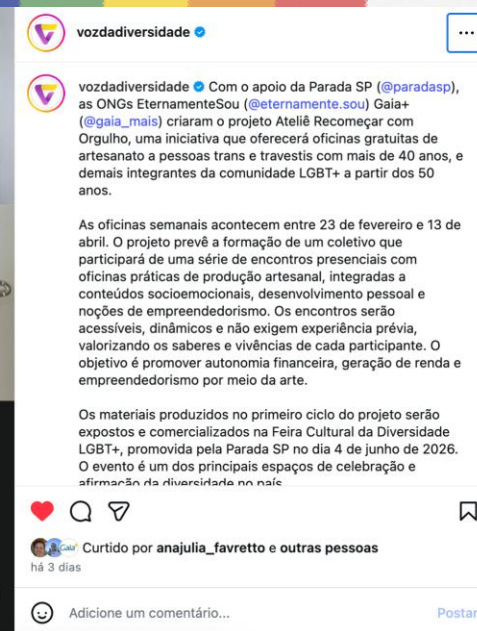 vozdadiversidade
vozdadiversidade Com o apoio da Parada SP (@paradasp),
as ONGs EternamenteSou (@eternamente.sou) Gaia+
(@gaia_mais) criaram o projeto Ateliê Recomeçar com
Orgulho, uma iniciativa que oferecerá oficinas gratuitas de
artesanato a pessoas trans e travestis com mais de 40 anos, e
demais integrantes da comunidade LGBT+ a partir dos 50
anos.
As oficinas semanais acontecem entre 23 de fevereiro e 13 de
abril. O projeto prevê a formação de um coletivo que
participará de uma série de encontros presenciais com
oficinas práticas de produção artesanal, integradas a
conteúdos socioemocionais, desenvolvimento pessoal e
noções de empreendedorismo. Os encontros serão
acessíveis, dinâmicos e não exigem experiência prévia,
valorizando os saberes e vivências de cada participante. O
objetivo é promover autonomia financeira, geração de renda e
empreendedorismo por meio da arte.
Os materiais produzidos no primeiro ciclo do projeto serão
expostos e comercializados na Feira Cultural da Diversidade
LGBT+, promovida pela Parada SP no dia 4 de junho de 2026.
O evento é um dos principais espaços de celebração e
afirmação da diversidade no país
Gaia+ Curtido por anajulia_favretto e outras pessoas
há 3 dias
Adicione um comentário... Postar